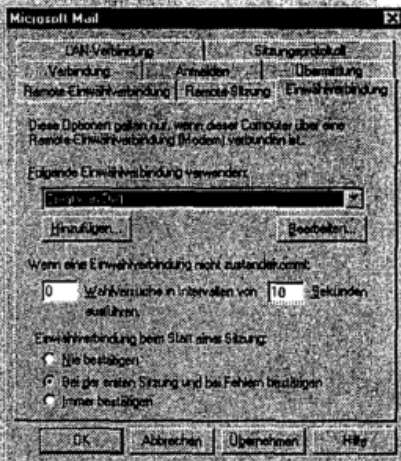 Microsoft Mail
LAN-Verbindung Sitzungsprotokoll
Verbindung Anmelden Übermittlung
Remote-Einwählverbindung Remote-Sitzung Einwählverbindung
Diese Optionen gelten nur, wenn dieser Computer über eine
Remote-Einwählverbindung (Modem) verbunden ist.
Folgende Einwählverbindung verwenden:
Hinzufügen... Bearbeiten...
Wenn eine Einwählverbindung nicht zustandekommt:
0 Wahlversuche in Intervallen von 10 Sekunden
ausführen.
Einwählverbindung beim Start einer Sitzung:
Nie bestätigen
Bei der ersten Sitzung und bei Fehlern bestätigen
Immer bestätigen
OK Abbrechen Übernehmen Hilfe